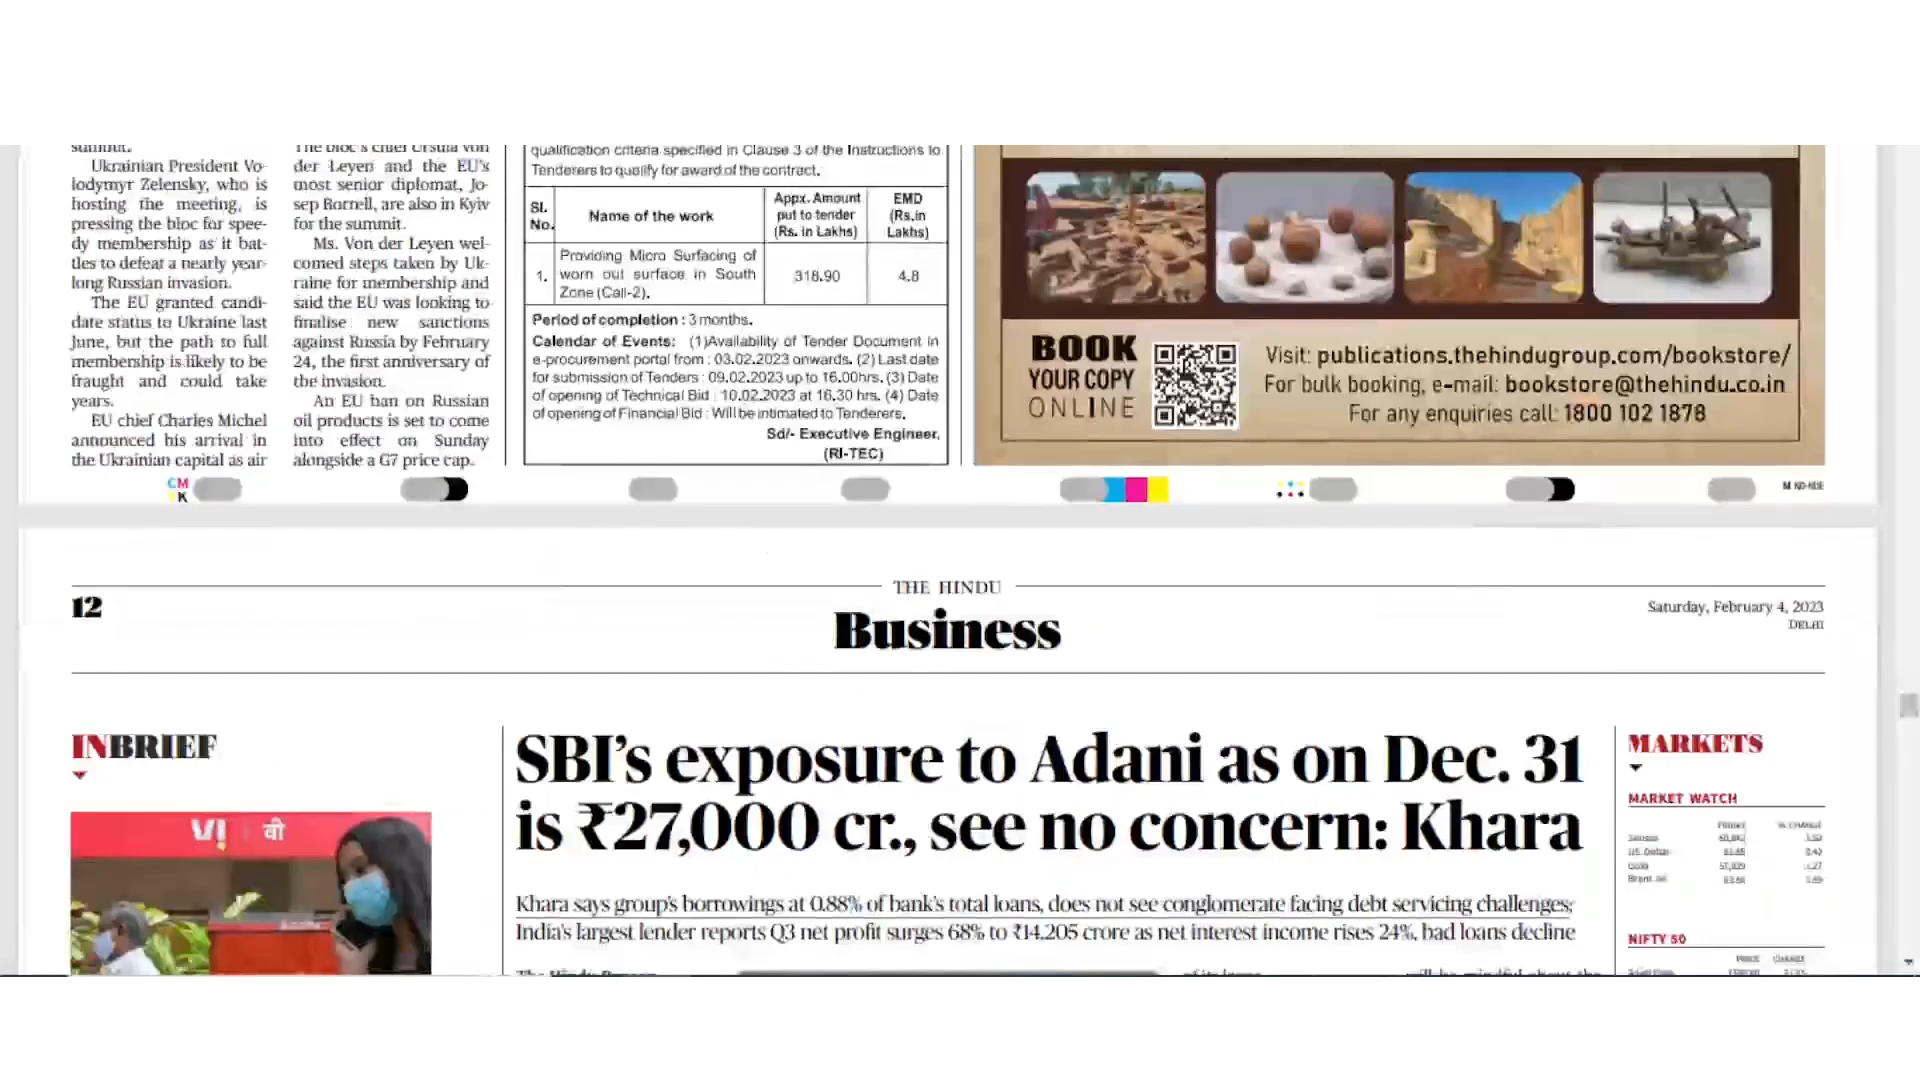 Ukrainian President Vo-
lodymyr Zelensky, who is
hosting the meeting, is
pressing the bloc for spee-
dy membership as it bat-
tles to defeat a nearly year-
long Russian invasion.
The EU granted candi-
date status to Ukraine last
June, but the path to full
membership is likely to be
fraught and could take
years.
EU chief Charles Michel
announced his arrival in
the Ukrainian capital as air
The bloc's chief Ursula von
der Leyen and the EU's
most senior diplomat, Jo-
sep Borrell, are also in Kyiv
for the summit.
Ms. Von der Leyen wel-
comed steps taken by Uk-
raine for membership and
said the EU was looking to
finalise new sanctions
against Russia by February
24, the first anniversary of
the invasion.
An EU ban on Russian
oil products is set to come
into effect on Sunday
alongside a G7 price cap.
qualification criteria specified in Clause 3 of the Instructions to
Tenderers to qualify for award of the contract.
Sl. No. Name of the work Appx. Amount put to tender (Rs. in Lakhs) EMD (Rs.in Lakhs)
1. Providing Micro Surfacing of worn out surface in South Zone (Call-2). 318.90 4.8
Period of completion : 3 months.
Calendar of Events: (1)Availability of Tender Document in
e-procurement portal from : 03.02.2023 onwards. (2) Last date
for submission of Tenders : 09.02.2023 up to 16.00hrs. (3) Date
of opening of Technical Bid : 10.02.2023 at 16.30 hrs. (4) Date
of opening of Financial Bid : Will be intimated to Tenderers.
Sd/- Executive Engineer,
(RI-TEC)
BOOK
YOUR COPY
ONLINE
Visit: publications.thehindugroup.com/bookstore/
For bulk booking, e-mail: bookstore@thehindu.co.in
For any enquiries call: 1800 102 1878
CM
YK
M ND-NDE
THE HINDU
12
Business
Saturday, February 4, 2023
DELHI
INBRIEF
V! वी
SBI's exposure to Adani as on Dec. 31
is ₹27,000 cr., see no concern: Khara
Khara says group's borrowings at 0.88% of bank's total loans, does not see conglomerate facing debt servicing challenges;
India's largest lender reports Q3 net profit surges 68% to ₹14,205 crore as net interest income rises 24%, bad loans decline
MARKETS
MARKET WATCH
% CHANGE
Sensex
US Dollar
Gold
Brent oil
NIFTY 50
PRICE CHANGE